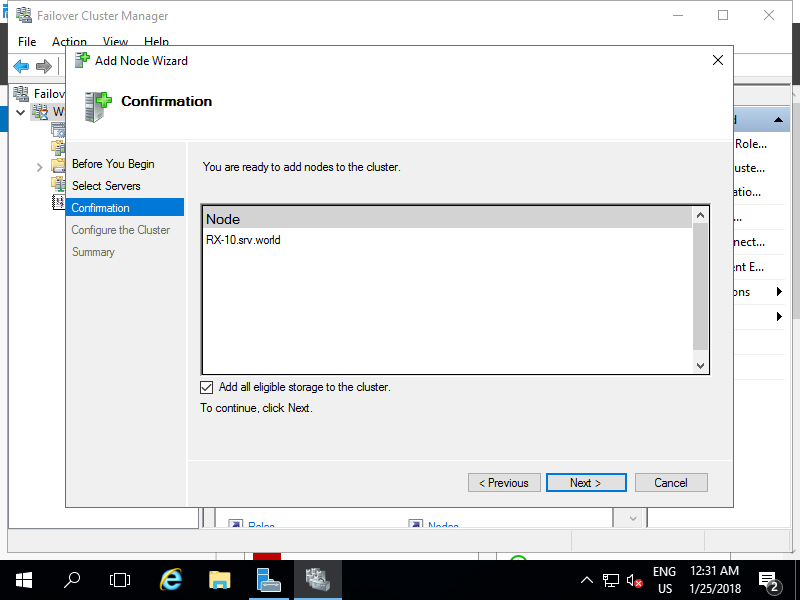 Failover Cluster Manager
File Action View Help
Add Node Wizard
Failov
W
Confirmation
Before You Begin
Select Servers
Confirmation
Configure the Cluster
Summary
You are ready to add nodes to the cluster.
Node
RX-10.srv.world
Add all eligible storage to the cluster.
To continue, click Next.
< Previous
Next >
Cancel
Role...
uste...
atio...
...
nect...
nt E...
ons
Roles
Nodes
ENG
US
12:31 AM
1/25/2018
2